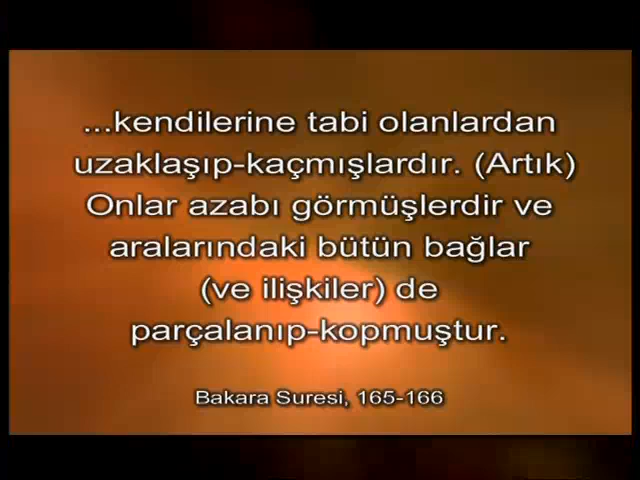 ...kendilerine tabi olanlardan
uzaklaşıp-kaçmışlardır. (Artık)
Onlar azabı görmüşlerdir ve
aralarındaki bütün bağlar
(ve ilişkiler) de
parçalanıp-kopmuştur.
Bakara Suresi, 165-166